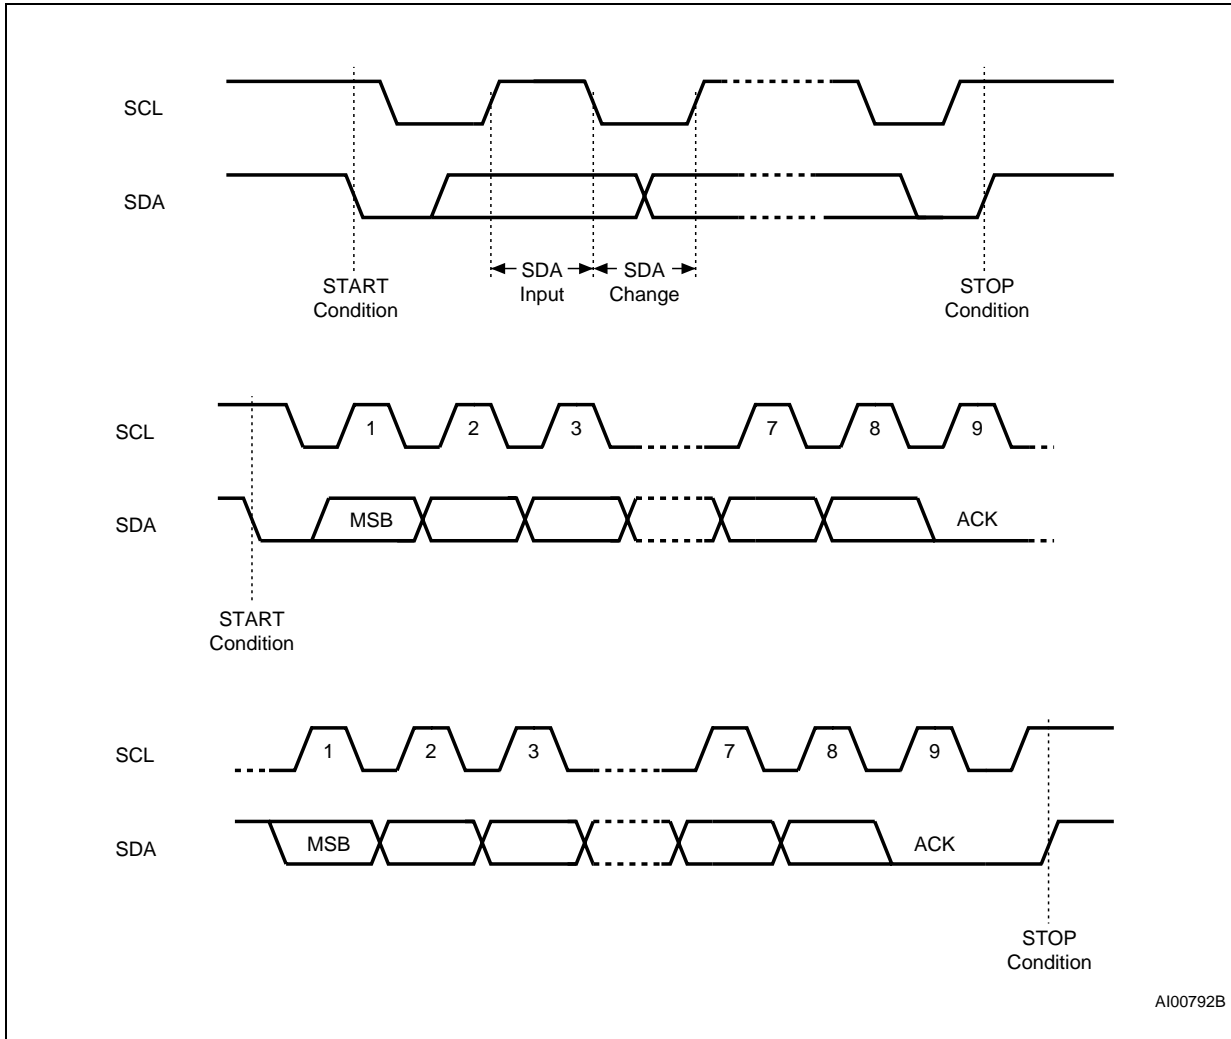 SCL
SDA
SDA
Input
SDA
Change
START
Condition
STOP
Condition
SCL
1
2
3
7
8
9
SDA
MSB
ACK
START
Condition
SCL
1
2
3
7
8
9
SDA
MSB
ACK
STOP
Condition
AI00792B